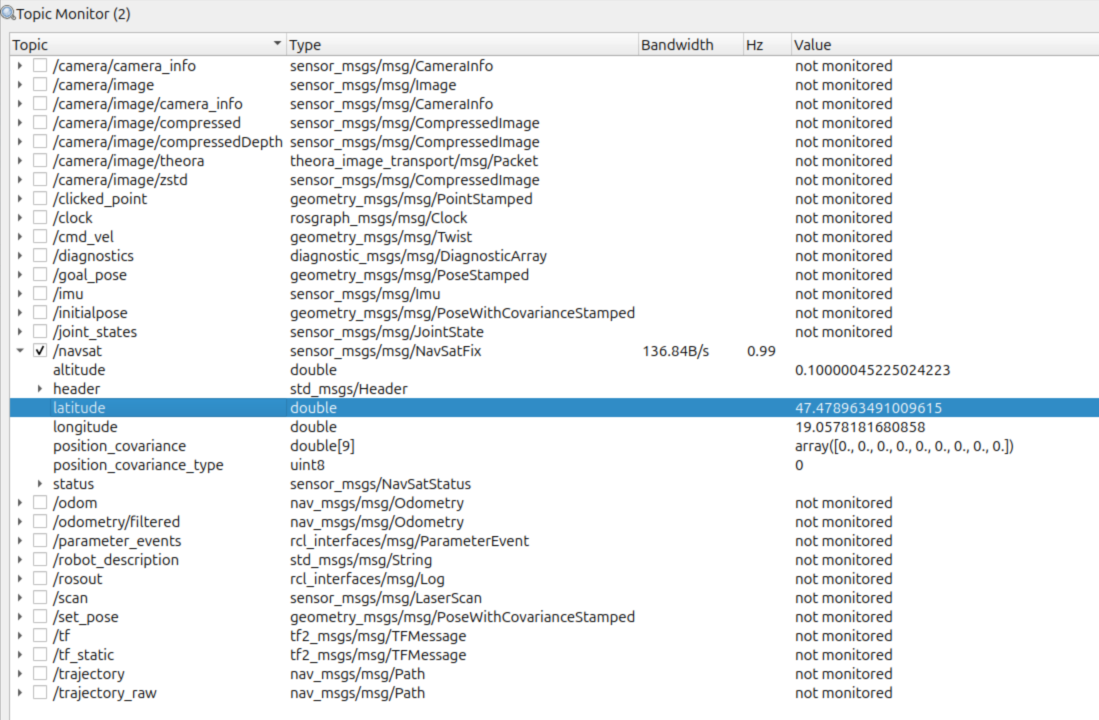 Topic Monitor (2)
Topic Type Bandwidth Hz Value
/camera/camera_info sensor_msgs/msg/CameraInfo not monitored
/camera/image sensor_msgs/msg/Image not monitored
/camera/image/camera_info sensor_msgs/msg/CameraInfo not monitored
/camera/image/compressed sensor_msgs/msg/CompressedImage not monitored
/camera/image/compressedDepth sensor_msgs/msg/CompressedImage not monitored
/camera/image/theora theora_image_transport/msg/Packet not monitored
/camera/image/zstd sensor_msgs/msg/CompressedImage not monitored
/clicked_point geometry_msgs/msg/PointStamped not monitored
/clock rosgraph_msgs/msg/Clock not monitored
/cmd_vel geometry_msgs/msg/Twist not monitored
/diagnostics diagnostic_msgs/msg/DiagnosticArray not monitored
/goal_pose geometry_msgs/msg/PoseStamped not monitored
/imu sensor_msgs/msg/Imu not monitored
/initialpose geometry_msgs/msg/PoseWithCovarianceStamped not monitored
/joint_states sensor_msgs/msg/JointState not monitored
/navsat sensor_msgs/msg/NavSatFix 136.84B/s 0.99
altitude double 0.10000045225024223
header std_msgs/Header
latitude double 47.478963491009615
longitude double 19.0578181680858
position_covariance double[9] array([0., 0., 0., 0., 0., 0., 0., 0., 0.])
position_covariance_type uint8 0
status sensor_msgs/NavSatStatus
/odom nav_msgs/msg/Odometry not monitored
/odometry/filtered nav_msgs/msg/Odometry not monitored
/parameter_events rcl_interfaces/msg/ParameterEvent not monitored
/robot_description std_msgs/msg/String not monitored
/rosout rcl_interfaces/msg/Log not monitored
/scan sensor_msgs/msg/LaserScan not monitored
/set_pose geometry_msgs/msg/PoseWithCovarianceStamped not monitored
/tf tf2_msgs/msg/TFMessage not monitored
/tf_static tf2_msgs/msg/TFMessage not monitored
/trajectory nav_msgs/msg/Path not monitored
/trajectory_raw nav_msgs/msg/Path not monitored